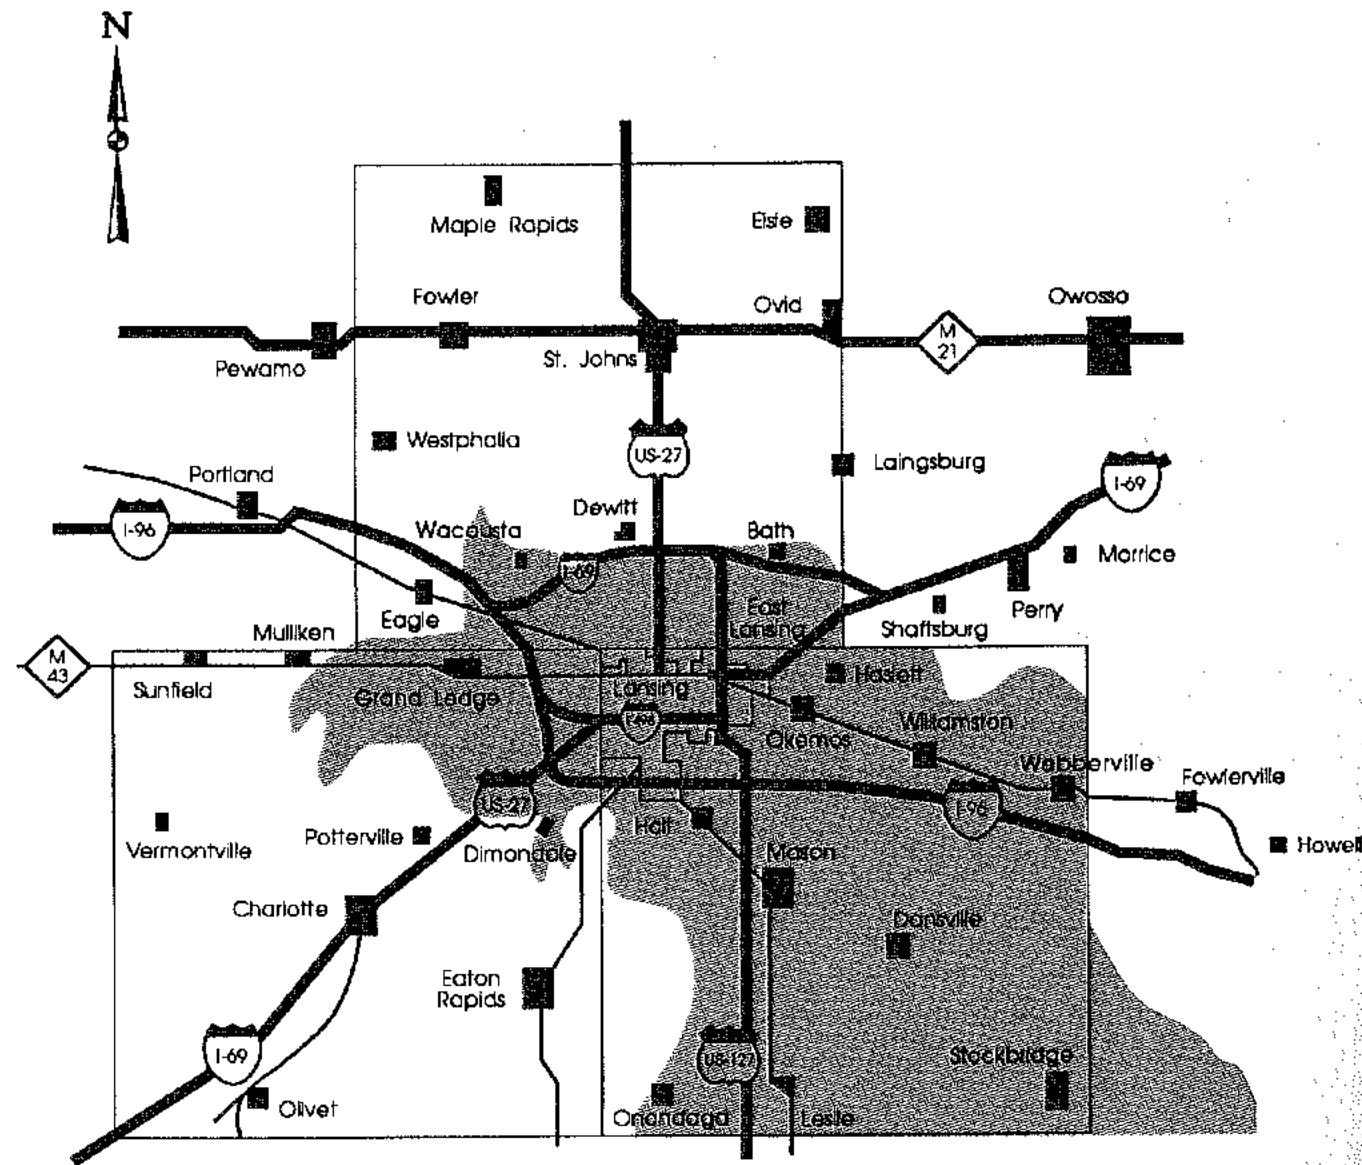 N
Maple Rapids
Elsie
Fowler
Ovid
Owosso
M
21
St. Johns
Pewamo
Westphalia
US-27
Laingsburg
Portland
I-69
Dewitt
I-96
Wacousta
Bath
Morrice
I-69
Eagle
East
Lansing
Perry
Shaftsburg
Mulliken
M
43
Sunfield
Grand Ledge
Lansing
Haslett
I-496
Okemos
Williamston
Webberville
Fowlerville
US-27
I-96
Potterville
Vermontville
Dimondale
Holt
Mason
Howell
Charlotte
Dansville
Eaton
Rapids
I-69
US-127
Stockbridge
Olivet
Onondaga
Leslie